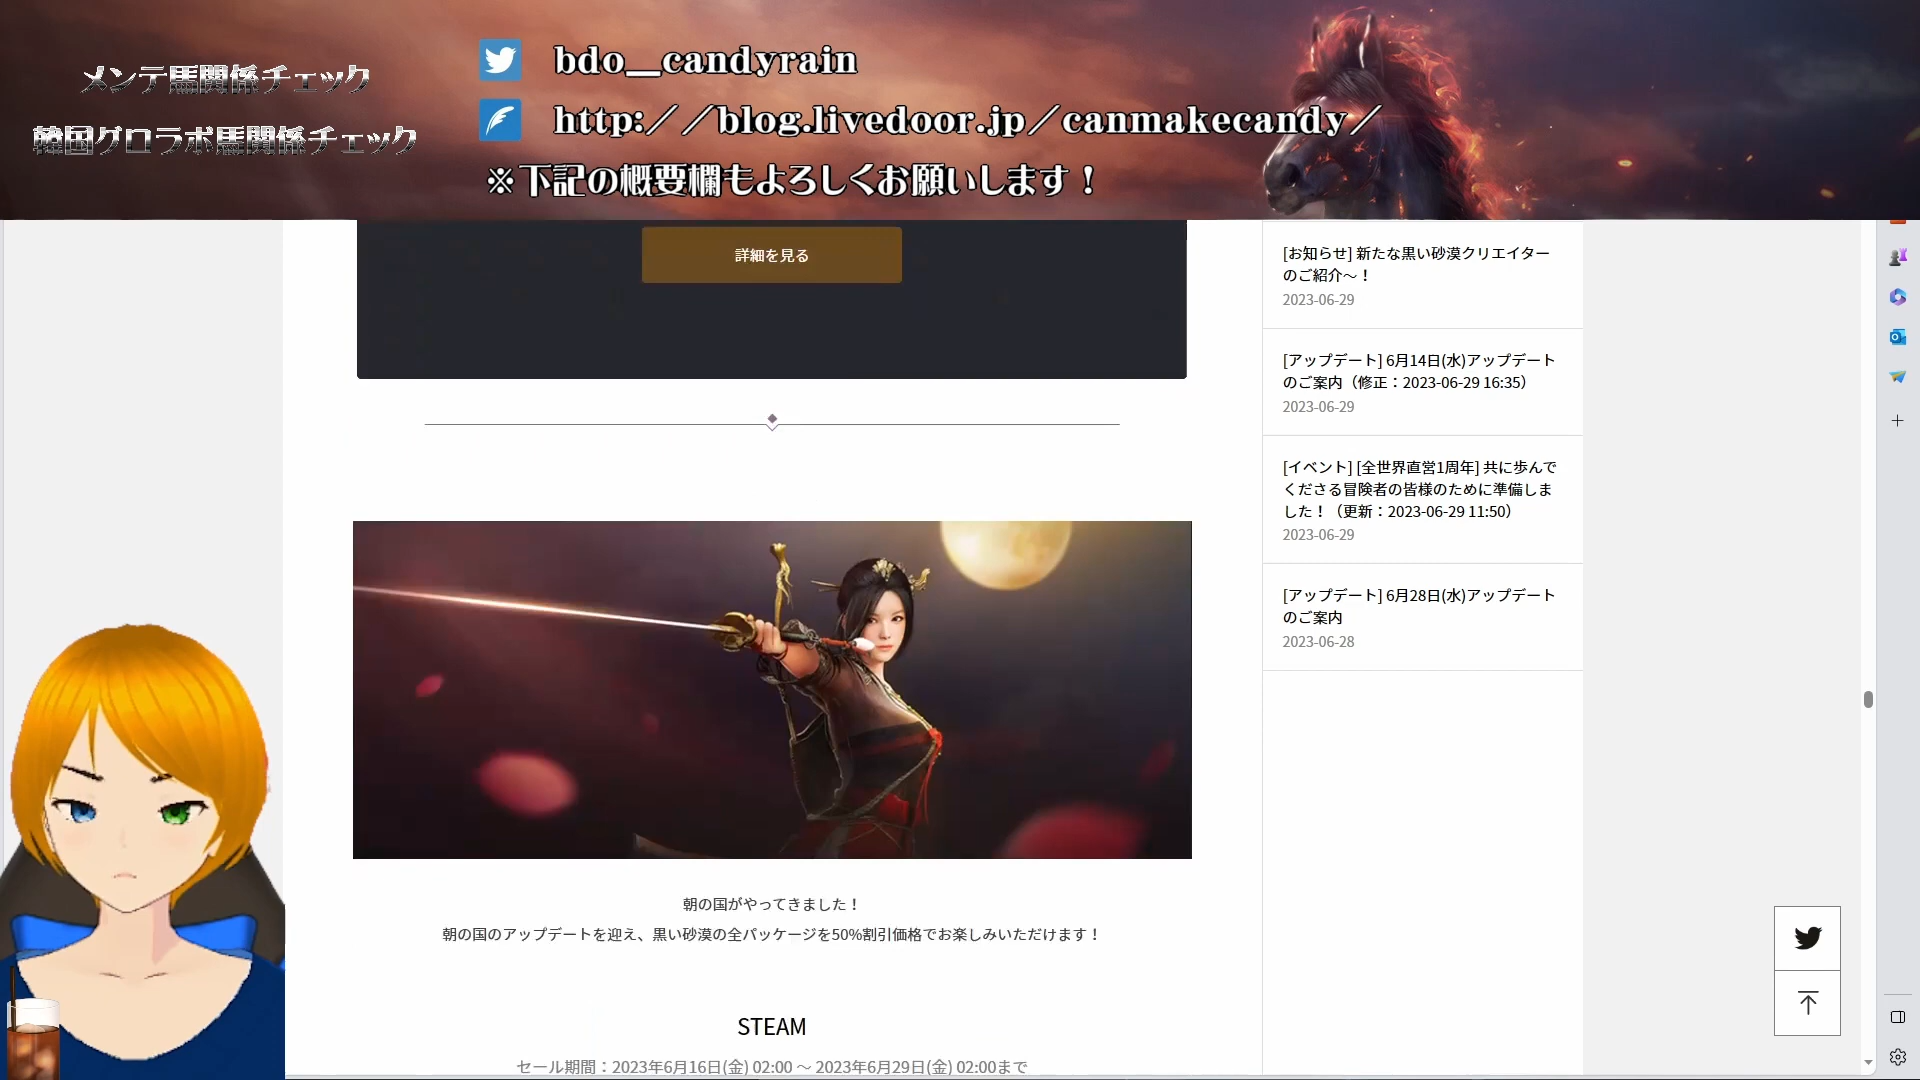 メンテ馬関係チェック
韓国グロラボ馬関係チェック
bdo__candyrain
http://blog.livedoor.jp/canmakecandy/
※下記の概要欄もよろしくお願いします！
詳細を見る
朝の国がやってきました！
朝の国のアップデートを迎え、黒い砂漠の全パッケージを50%割引価格でお楽しみいただけます！
STEAM
セール期間：2023年6月16日(金) 02:00 ～ 2023年6月29日(金) 02:00まで
[お知らせ] 新たな黒い砂漠クリエイター
のご紹介～！
2023-06-29
[アップデート] 6月14日(水)アップデート
のご案内（修正：2023-06-29 16:35）
2023-06-29
[イベント] [全世界直営1周年] 共に歩んで
くださる冒険者の皆様のために準備しま
した！（更新：2023-06-29 11:50）
2023-06-29
[アップデート] 6月28日(水)アップデート
のご案内
2023-06-28